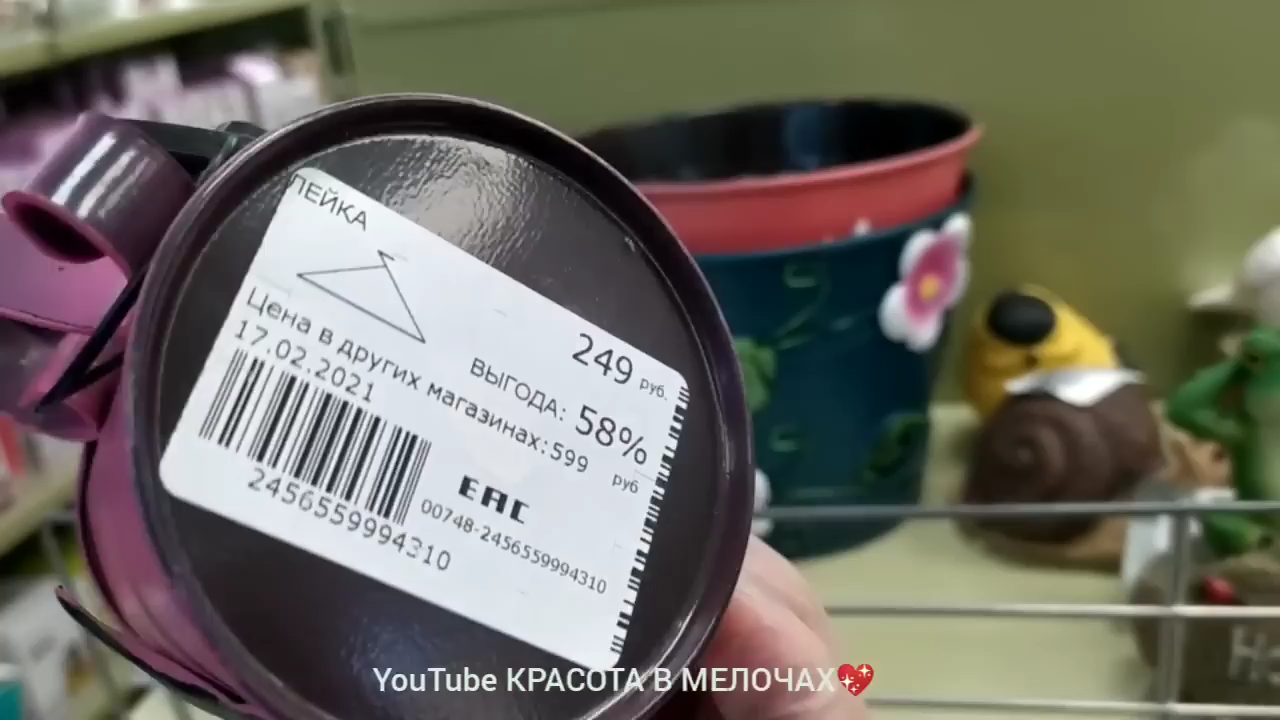 ЛЕЙКА
249 руб.
ВЫГОДА: 58%
Цена в других магазинах: 599 руб
17.02.2021
EAC
00748-2456559994310
2456559994310
YouTube КРАСОТА В МЕЛОЧАХ💖